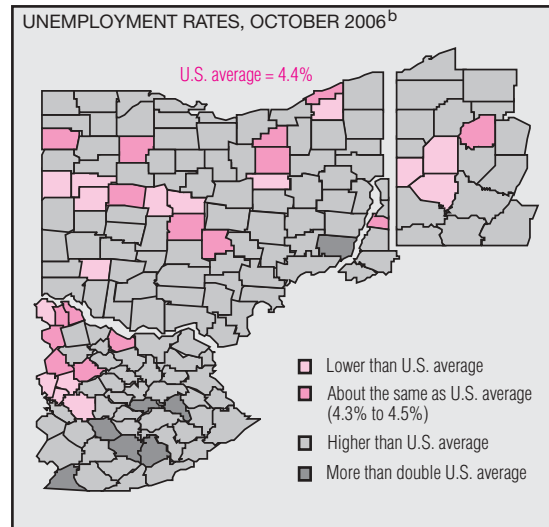 UNEMPLOYMENT RATES, OCTOBER 2006ᵇ
U.S. average = 4.4%
Lower than U.S. average
About the same as U.S. average
(4.3% to 4.5%)
Higher than U.S. average
More than double U.S. average